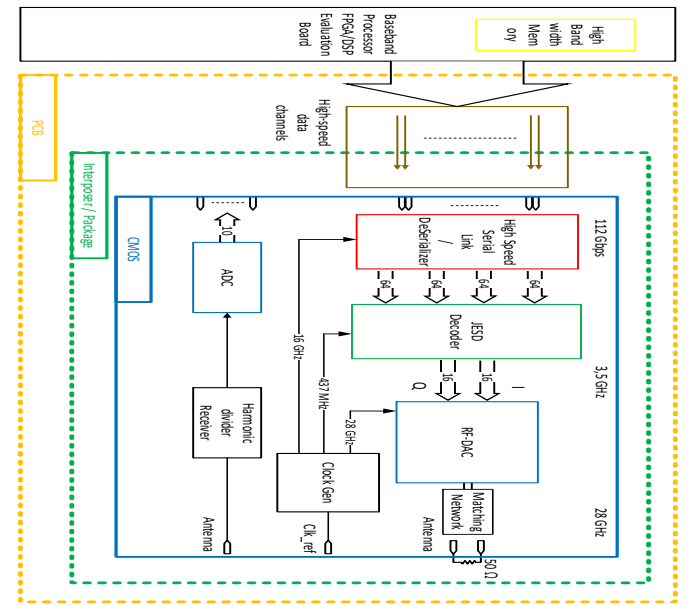 Baseband
Processor
FPGA/DSP
Evaluation
Board
High
Band
width
Mem
ory
PCB
High-speed
data
channels
Interposer / Package
CMOS
112 Gbps
High Speed
Serial
Link
/
DeSerializer
10
ADC
64
64
64
64
16 GHz
437 MHz
28 GHz
JESD
Decoder
3,5 GHz
Q
16
16
I
Harmonic
divider
Receiver
RF-DAC
Clock Gen
Matching
Network
28 GHz
Antenna
Clk_ref
Antenna
50 Ω